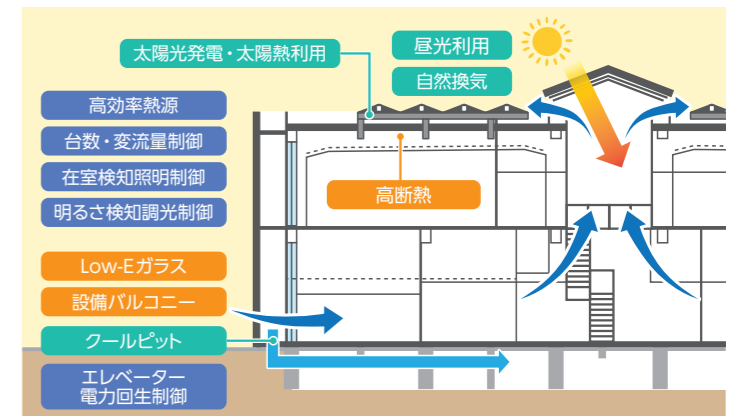 太陽光発電・太陽熱利用
昼光利用
自然換気
高効率熱源
台数・変流量制御
在室検知照明制御
明るさ検知調光制御
高断熱
Low-Eガラス
設備バルコニー
クールピット
エレベーター
電力回生制御